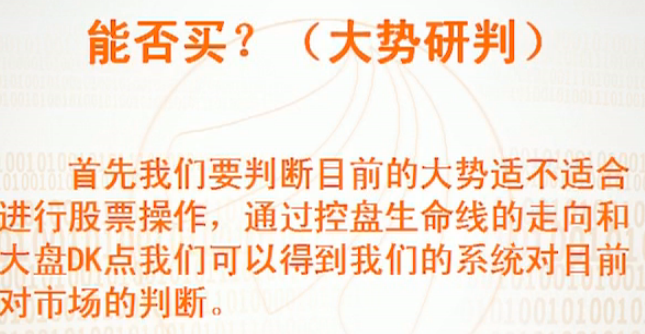 能否买？（大势研判）
首先我们要判断目前的大势适不适合
进行股票操作，通过控盘生命线的走向和
大盘DK点我们可以得到我们的系统对目前
对市场的判断。